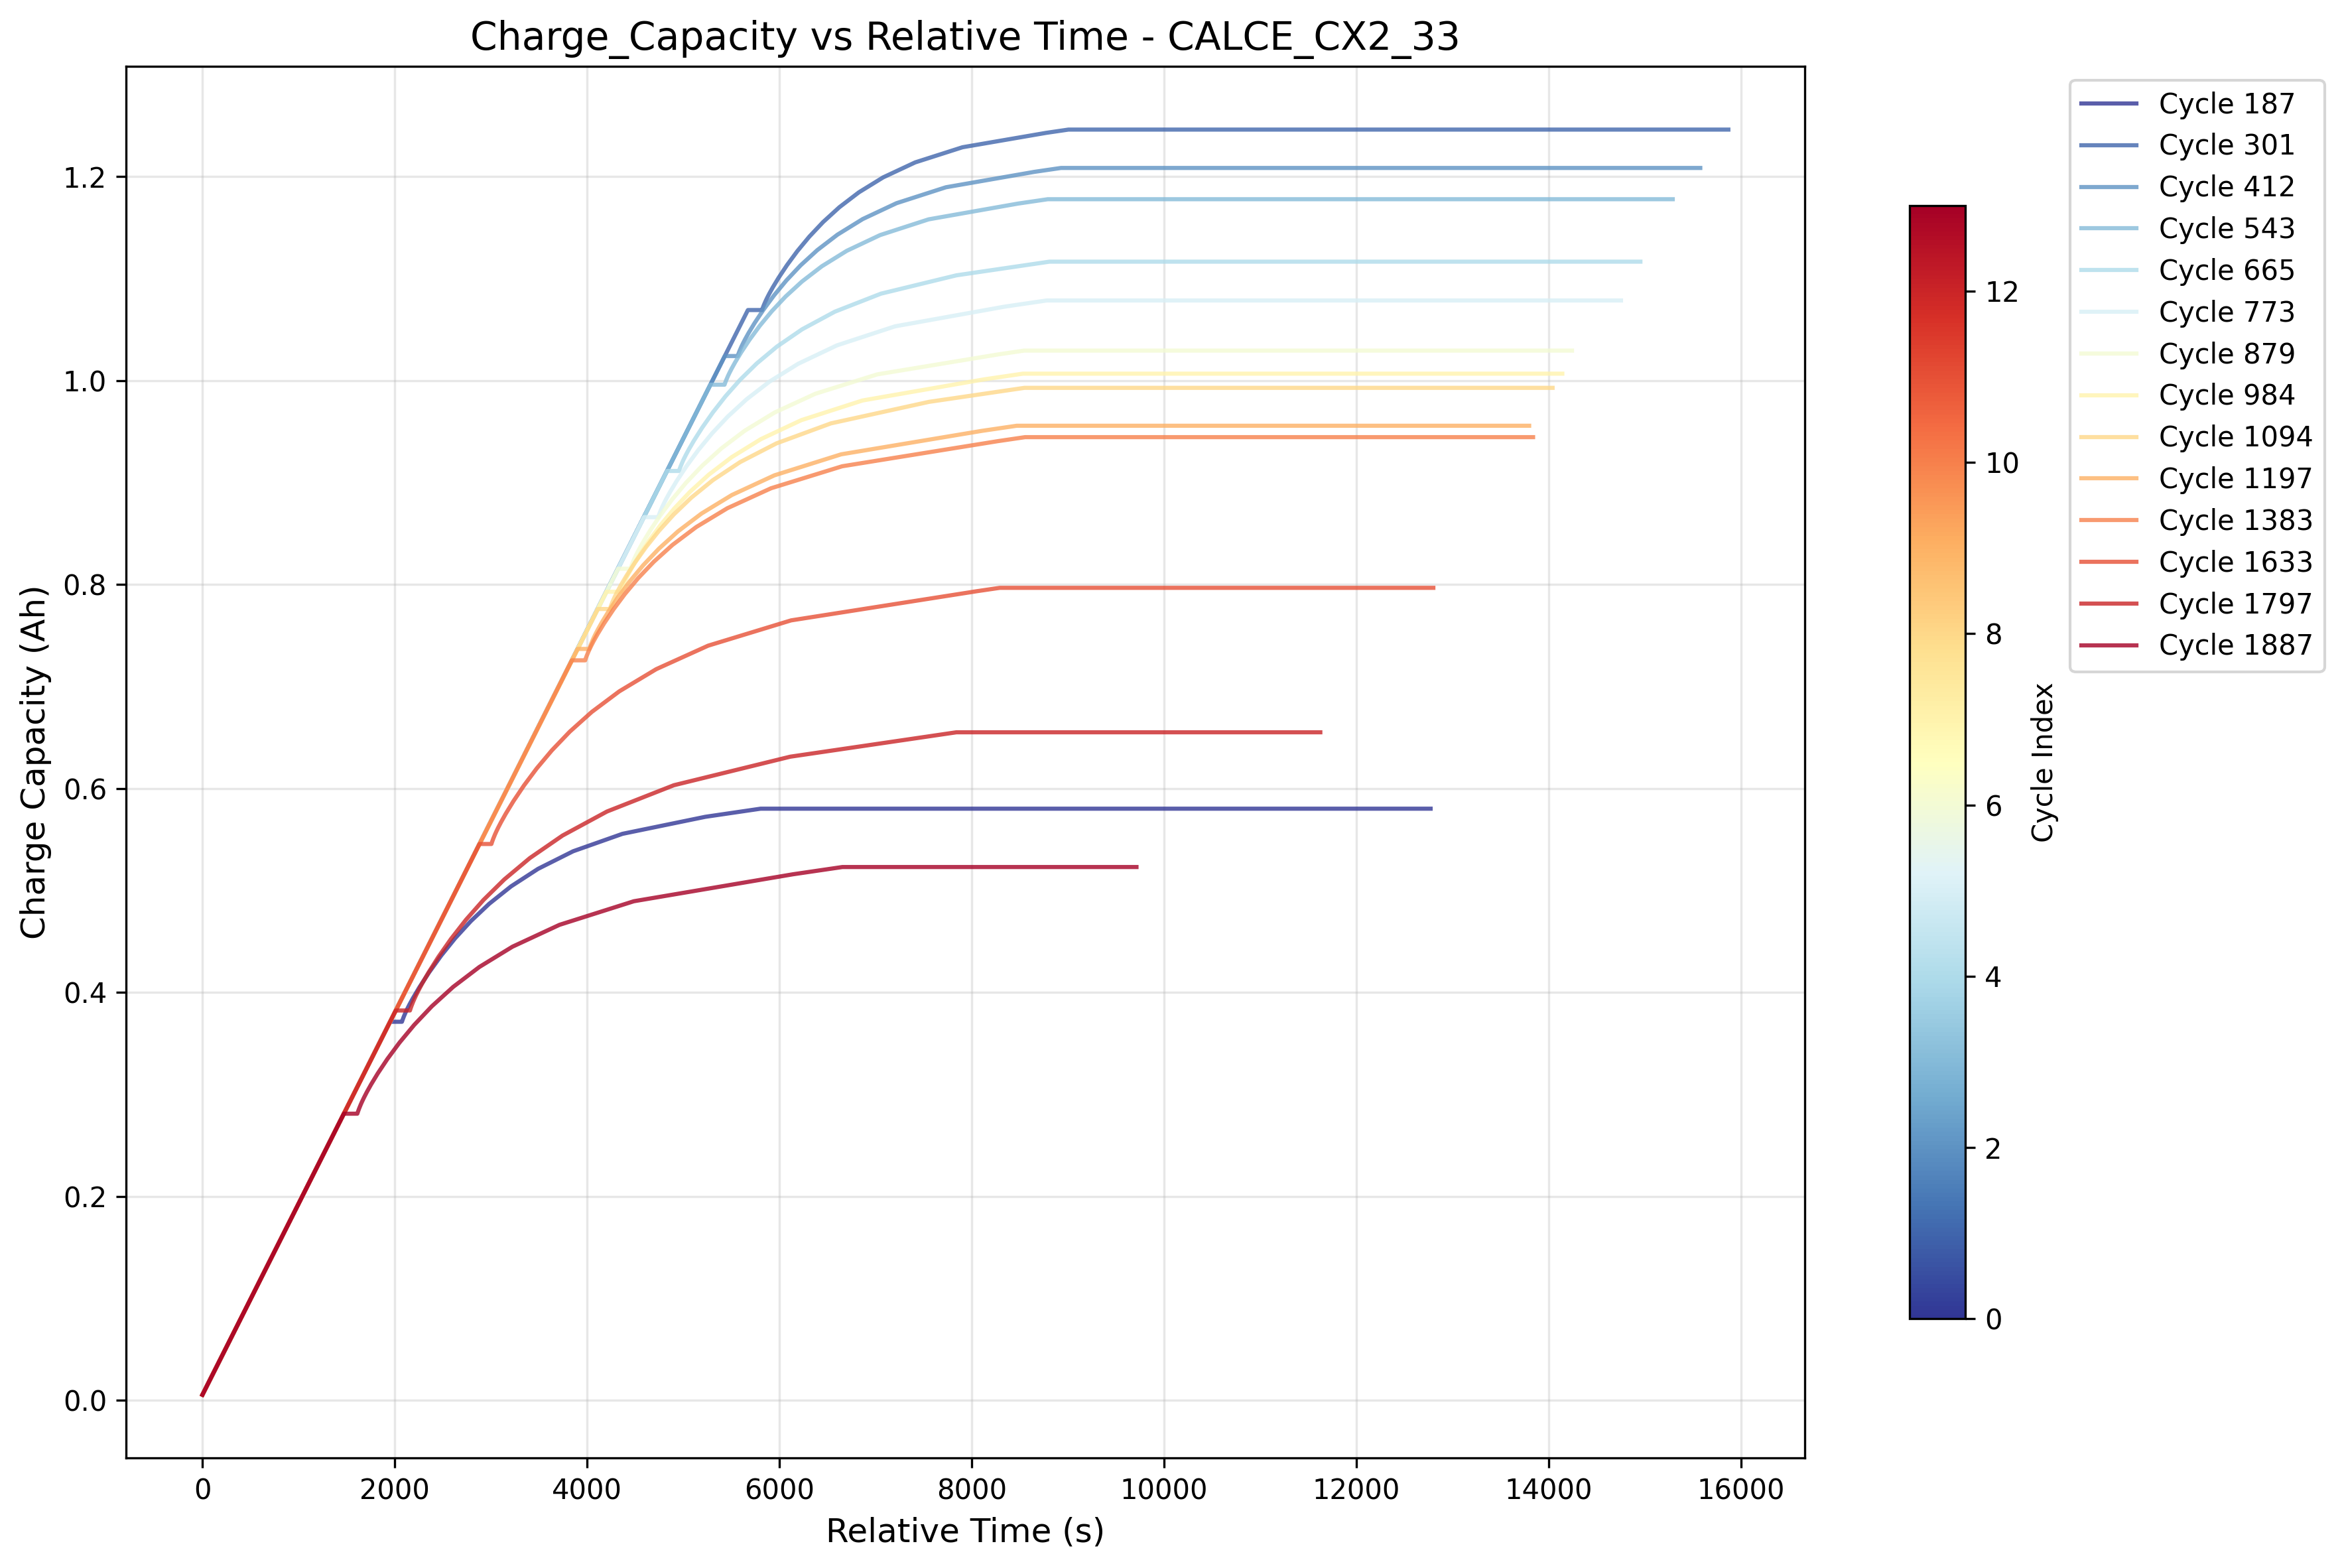 Charge_Capacity vs Relative Time - CALCE_CX2_33
Charge Capacity (Ah)
1.2
1.0
0.8
0.6
0.4
0.2
0.0
0 2000 4000 6000 8000 10000 12000 14000 16000
Relative Time (s)
12
10
8
6
4
2
0
Cycle Index
Cycle 187
Cycle 301
Cycle 412
Cycle 543
Cycle 665
Cycle 773
Cycle 879
Cycle 984
Cycle 1094
Cycle 1197
Cycle 1383
Cycle 1633
Cycle 1797
Cycle 1887